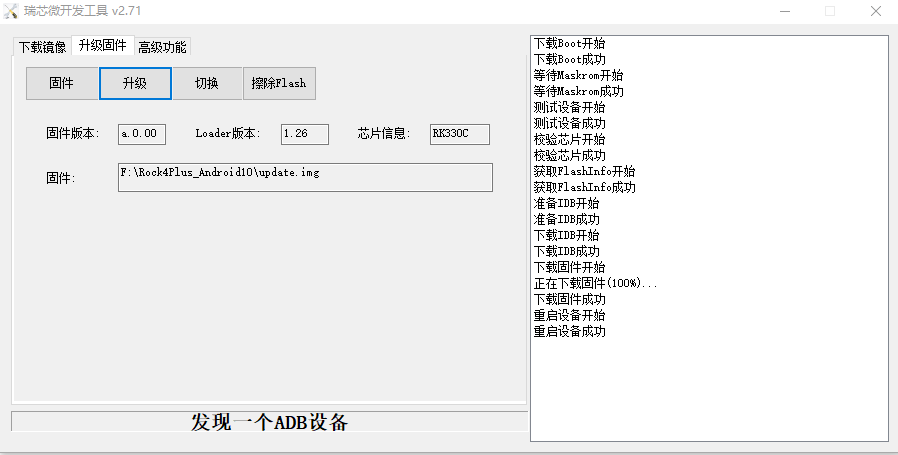 瑞芯微开发工具 v2.71
下载镜像 升级固件 高级功能
固件 升级 切换 擦除Flash
固件版本: a.0.00 Loader版本: 1.26 芯片信息: RK330C
固件: F:\Rock4Plus_Android10\update.img
发现一个ADB设备
下载Boot开始
下载Boot成功
等待Maskrom开始
等待Maskrom成功
测试设备开始
测试设备成功
校验芯片开始
校验芯片成功
获取FlashInfo开始
获取FlashInfo成功
准备IDB开始
准备IDB成功
下载IDB开始
下载IDB成功
下载固件开始
正在下载固件(100%)...
下载固件成功
重启设备开始
重启设备成功